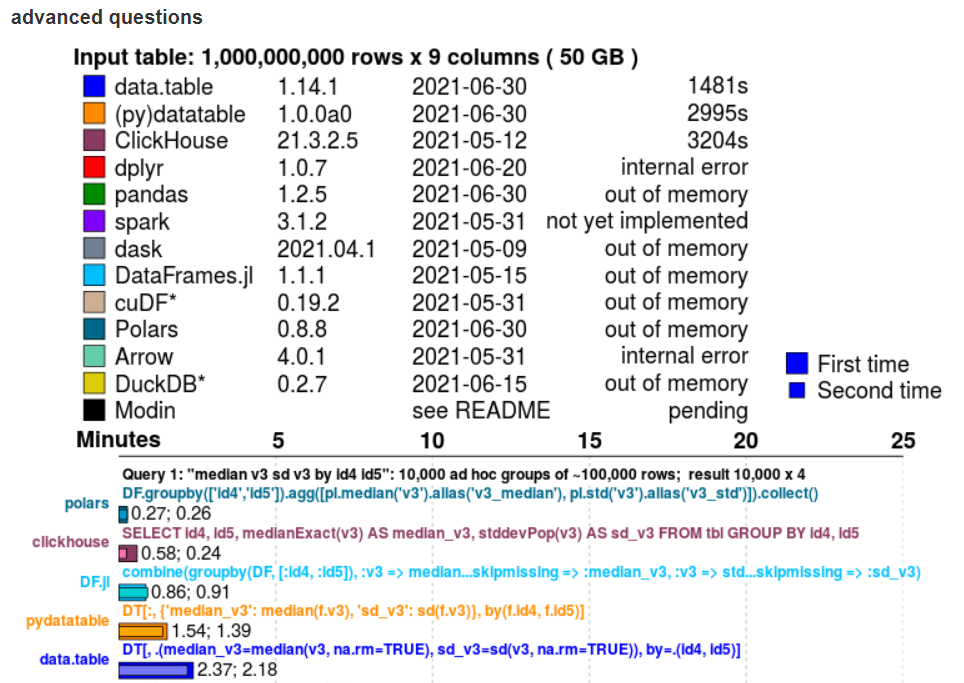 advanced questions
Input table: 1,000,000,000 rows x 9 columns ( 50 GB )
data.table 1.14.1 2021-06-30 1481s
(py)datatable 1.0.0a0 2021-06-30 2995s
ClickHouse 21.3.2.5 2021-05-12 3204s
dplyr 1.0.7 2021-06-20 internal error
pandas 1.2.5 2021-06-30 out of memory
spark 3.1.2 2021-05-31 not yet implemented
dask 2021.04.1 2021-05-09 out of memory
DataFrames.jl 1.1.1 2021-05-15 out of memory
cuDF* 0.19.2 2021-05-31 out of memory
Polars 0.8.8 2021-06-30 out of memory
Arrow 4.0.1 2021-05-31 internal error
DuckDB* 0.2.7 2021-06-15 out of memory
Modin see README pending
First time
Second time
Minutes 5 10 15 20 25
Query 1: "median v3 sd v3 by id4 id5": 10,000 ad hoc groups of ~100,000 rows; result 10,000 x 4
polars DF.groupby(['id4','id5']).agg([pl.median('v3').alias('v3_median'), pl.std('v3').alias('v3_std')]).collect()
0.27; 0.26
clickhouse SELECT id4, id5, medianExact(v3) AS median_v3, stddevPop(v3) AS sd_v3 FROM tbl GROUP BY id4, id5
0.58; 0.24
DF.jl combine(groupby(DF, [:id4, :id5]), :v3 => median...skipmissing => :median_v3, :v3 => std...skipmissing => :sd_v3)
0.86; 0.91
pydatatable DT[:, {'median_v3': median(f.v3), 'sd_v3': sd(f.v3)}, by(f.id4, f.id5)]
1.54; 1.39
data.table DT[, .(median_v3=median(v3, na.rm=TRUE), sd_v3=sd(v3, na.rm=TRUE)), by=.(id4, id5)]
2.37; 2.18